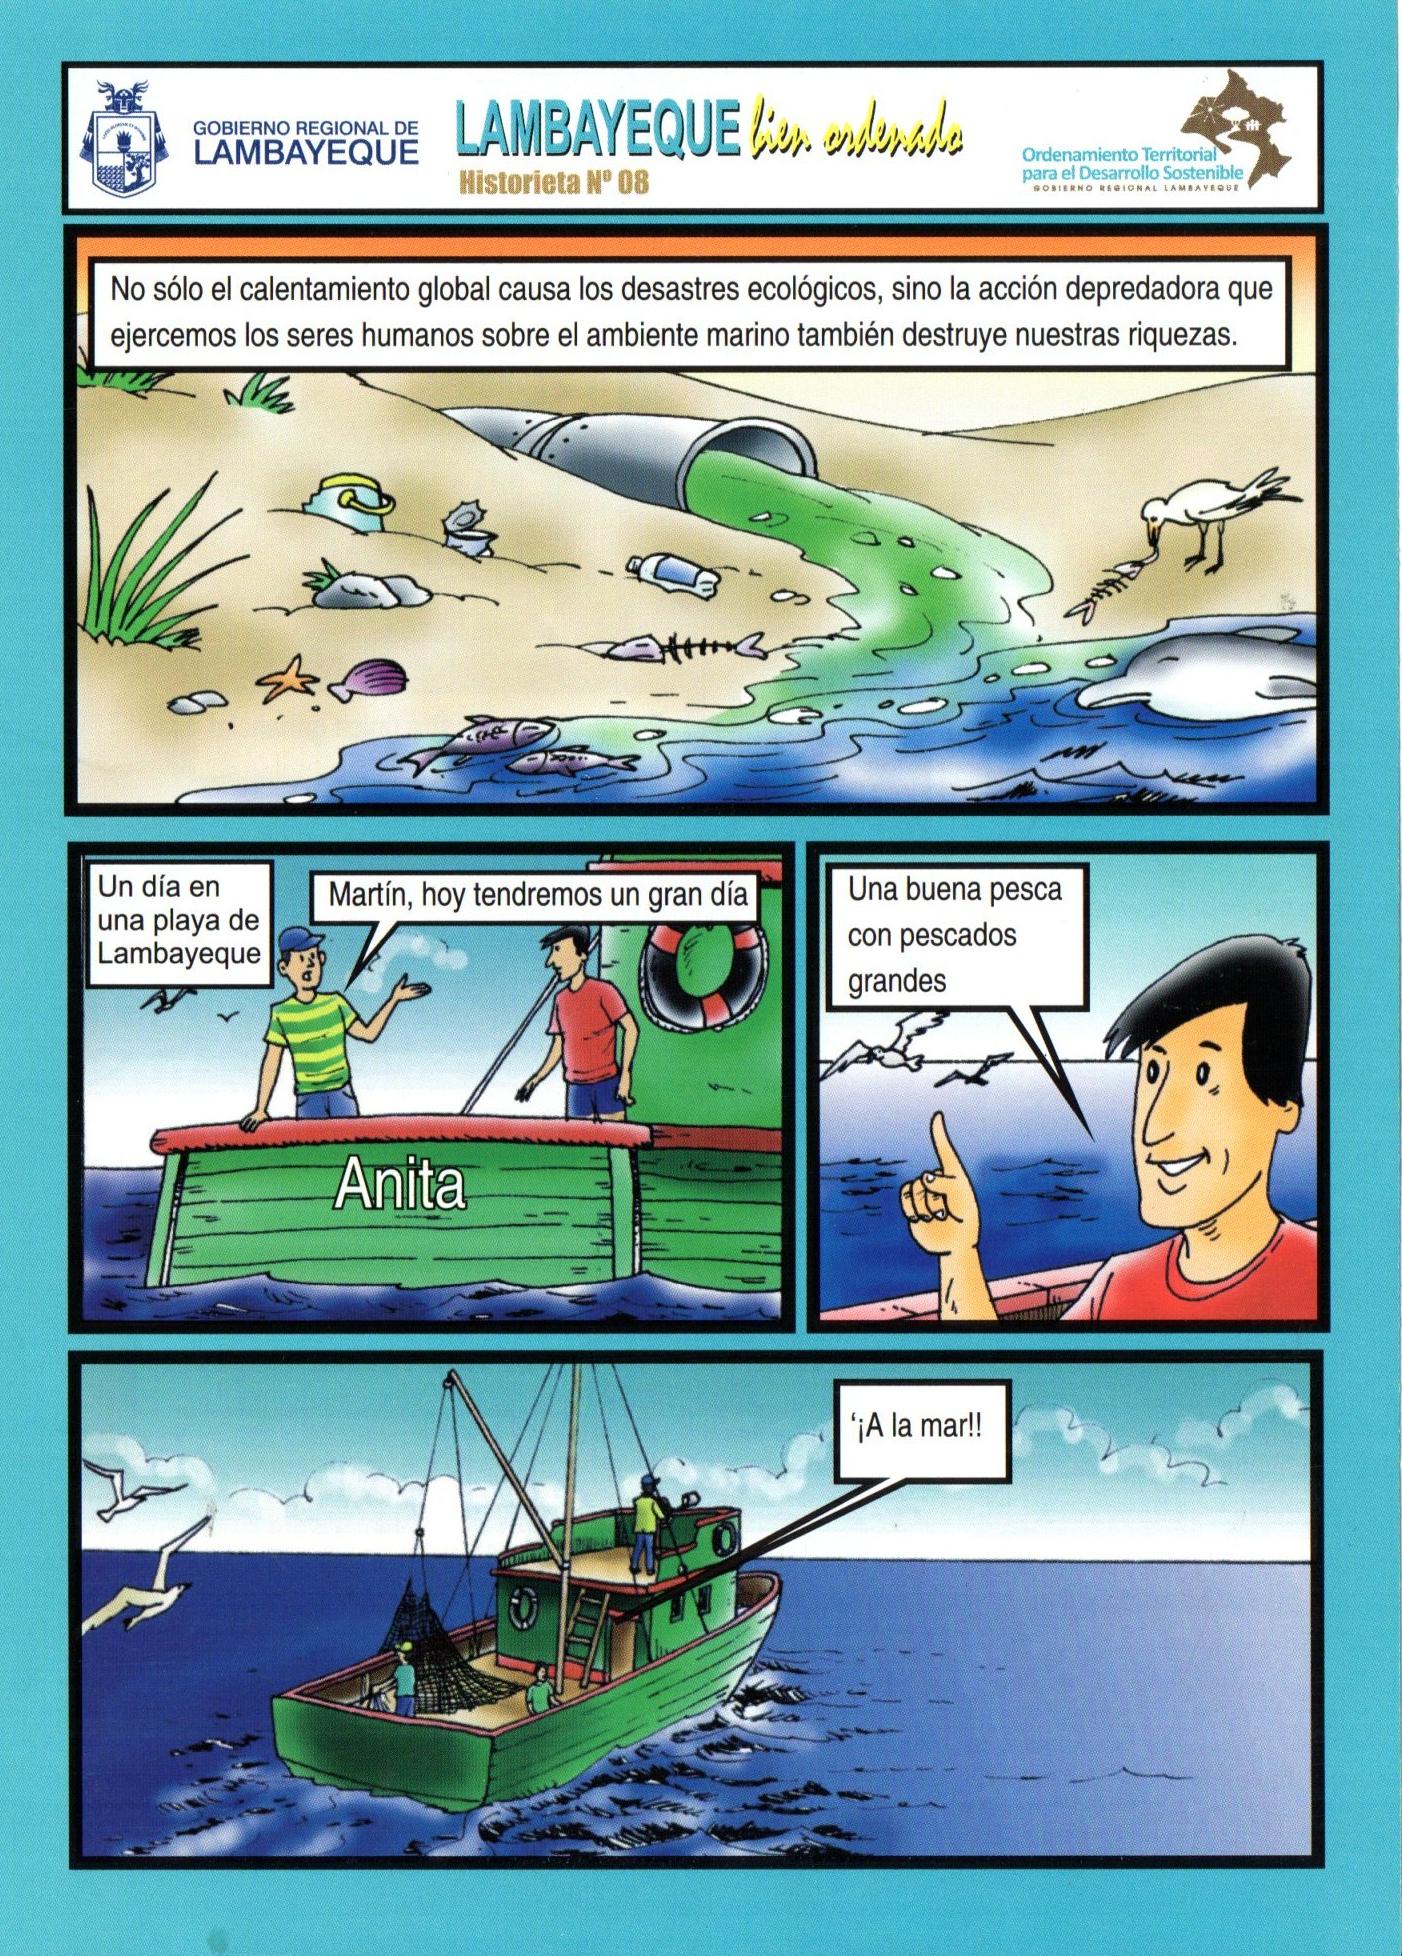 GOBIERNO REGIONAL DE
LAMBAYEQUE
LAMBAYEQUE bien ordenado
Historieta Nº 08
Ordenamiento Territorial
para el Desarrollo Sostenible
GOBIERNO REGIONAL LAMBAYEQUE
No sólo el calentamiento global causa los desastres ecológicos, sino la acción depredadora que
ejercemos los seres humanos sobre el ambiente marino también destruye nuestras riquezas.
Un día en
una playa de
Lambayeque
Martín, hoy tendremos un gran día
Anita
Una buena pesca
con pescados
grandes
‘¡A la mar!!